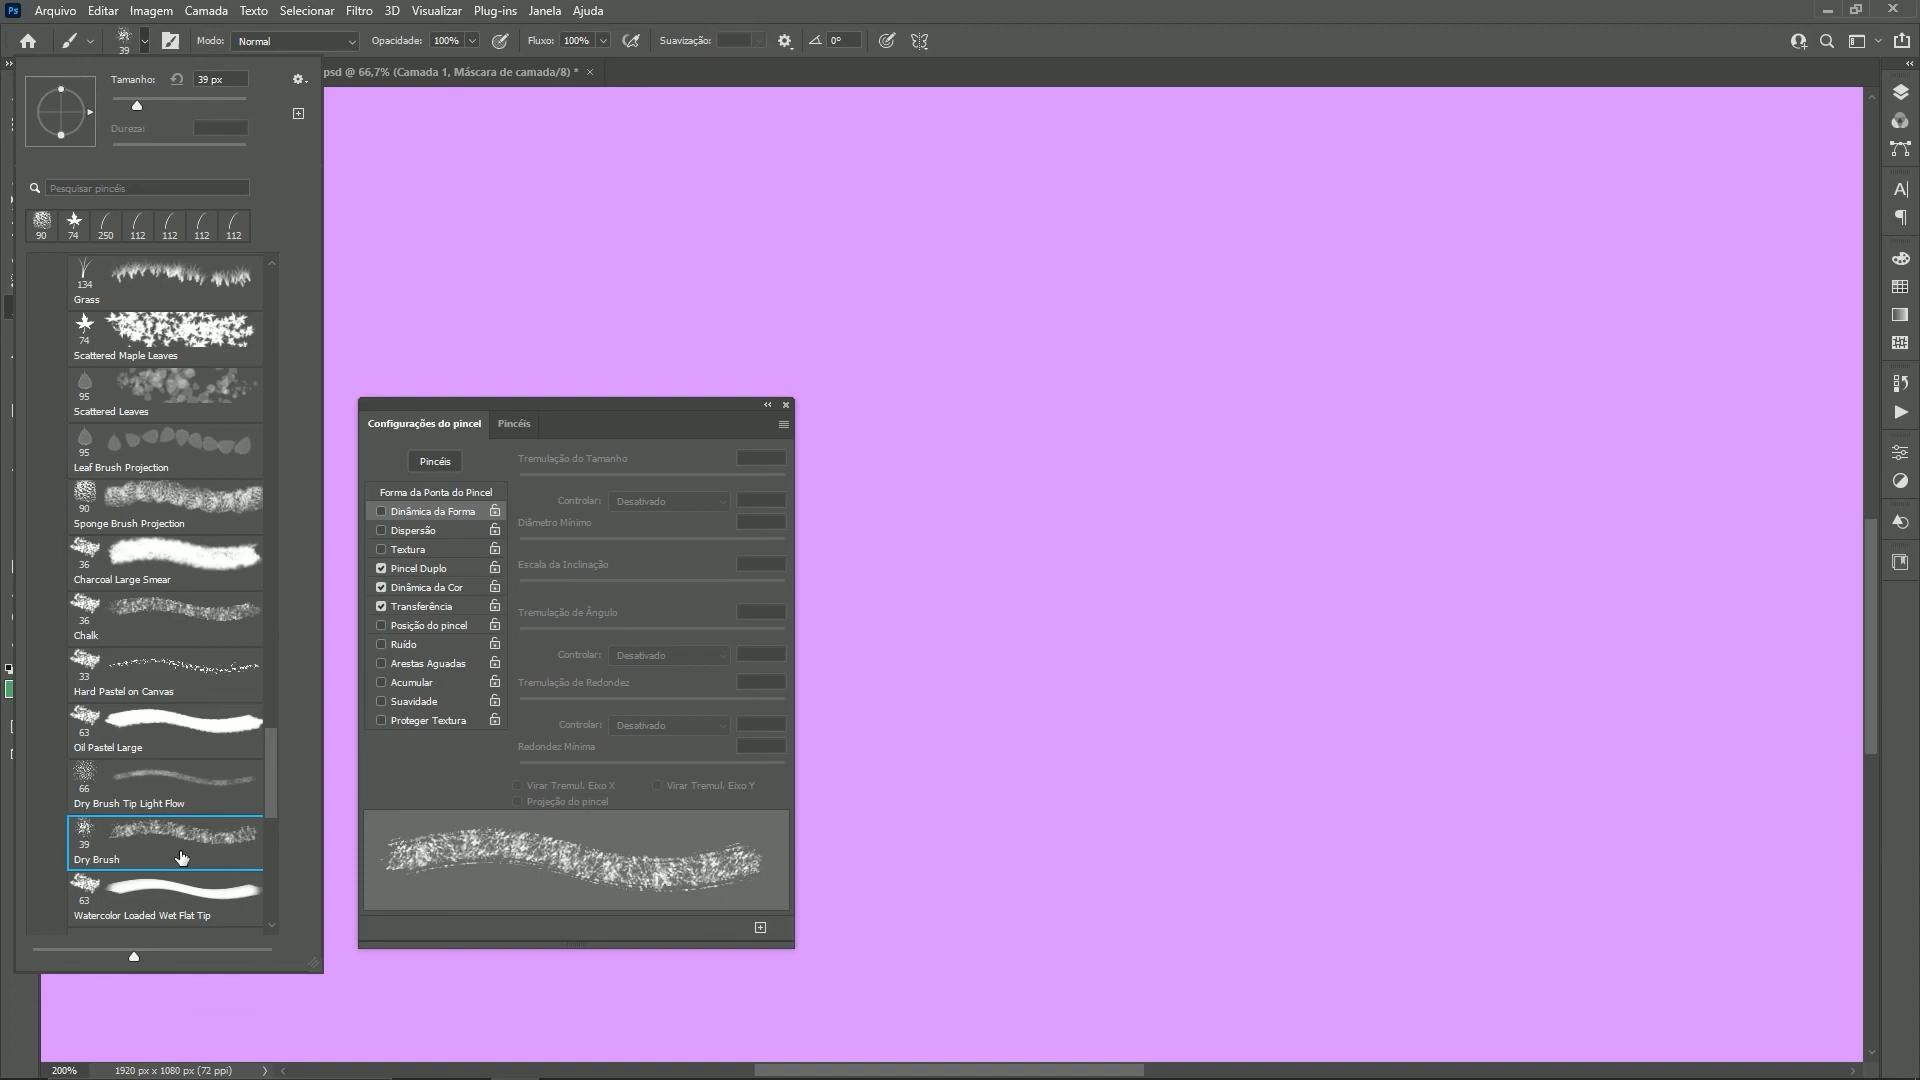 Ps Arquivo Editar Imagem Camada Texto Selecionar Filtro 3D Visualizar Plug-ins Janela Ajuda
39 Modo: Normal Opacidade: 100% Fluxo: 100% Suavização: 0°
psd @ 66,7% (Camada 1, Máscara de camada/8) *
Tamanho: 39 px
Dureza:
Pesquisar pincéis
90 74 250 112 112 112 112
134
Grass
74
Scattered Maple Leaves
95
Scattered Leaves
95
Leaf Brush Projection
90
Sponge Brush Projection
36
Charcoal Large Smear
36
Chalk
33
Hard Pastel on Canvas
63
Oil Pastel Large
66
Dry Brush Tip Light Flow
39
Dry Brush
63
Watercolor Loaded Wet Flat Tip
Configurações do pincel Pincéis
Pincéis
Forma da Ponta do Pincel
Dinâmica da Forma
Dispersão
Textura
Pincel Duplo
Dinâmica da Cor
Transferência
Posição do pincel
Ruído
Arestas Aguadas
Acumular
Suavidade
Proteger Textura
Tremulação do Tamanho
Controlar: Desativado
Diâmetro Mínimo
Escala da Inclinação
Tremulação de Ângulo
Controlar: Desativado
Tremulação de Redondez
Controlar: Desativado
Redondez Mínima
Virar Tremul. Eixo X Virar Tremul. Eixo Y
Projeção do pincel
200% 1920 px x 1080 px (72 ppi)